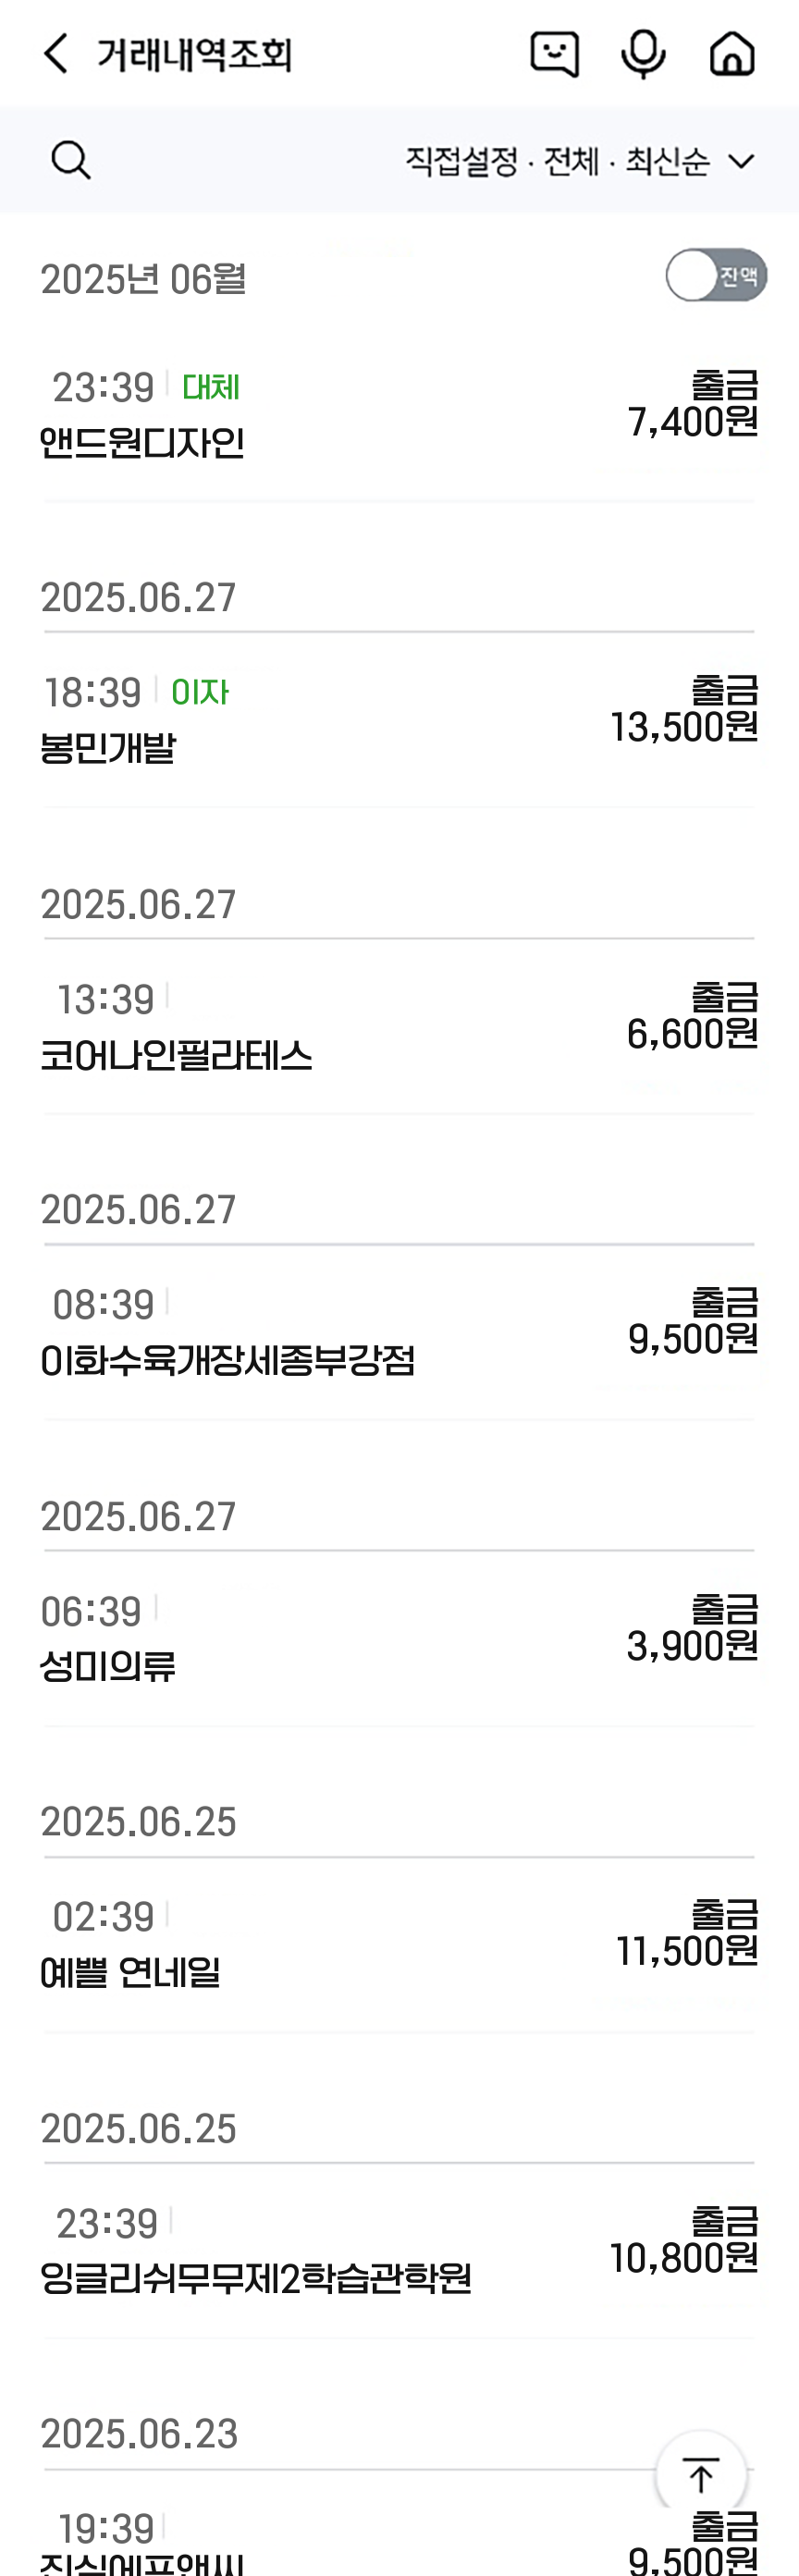 거래내역조회
직접설정 · 전체 · 최신순
2025년 06월
잔액
23:39 대체
출금
앤드원디자인
7,400원
2025.06.27
18:39 이자
출금
봉민개발
13,500원
2025.06.27
13:39
출금
코어나인필라테스
6,600원
2025.06.27
08:39
출금
이화수육개장세종부강점
9,500원
2025.06.27
06:39
출금
성미의류
3,900원
2025.06.25
02:39
출금
예쁠 연네일
11,500원
2025.06.25
23:39
출금
잉글리쉬무무제2학습관학원
10,800원
2025.06.23
19:39
출금
9,500원